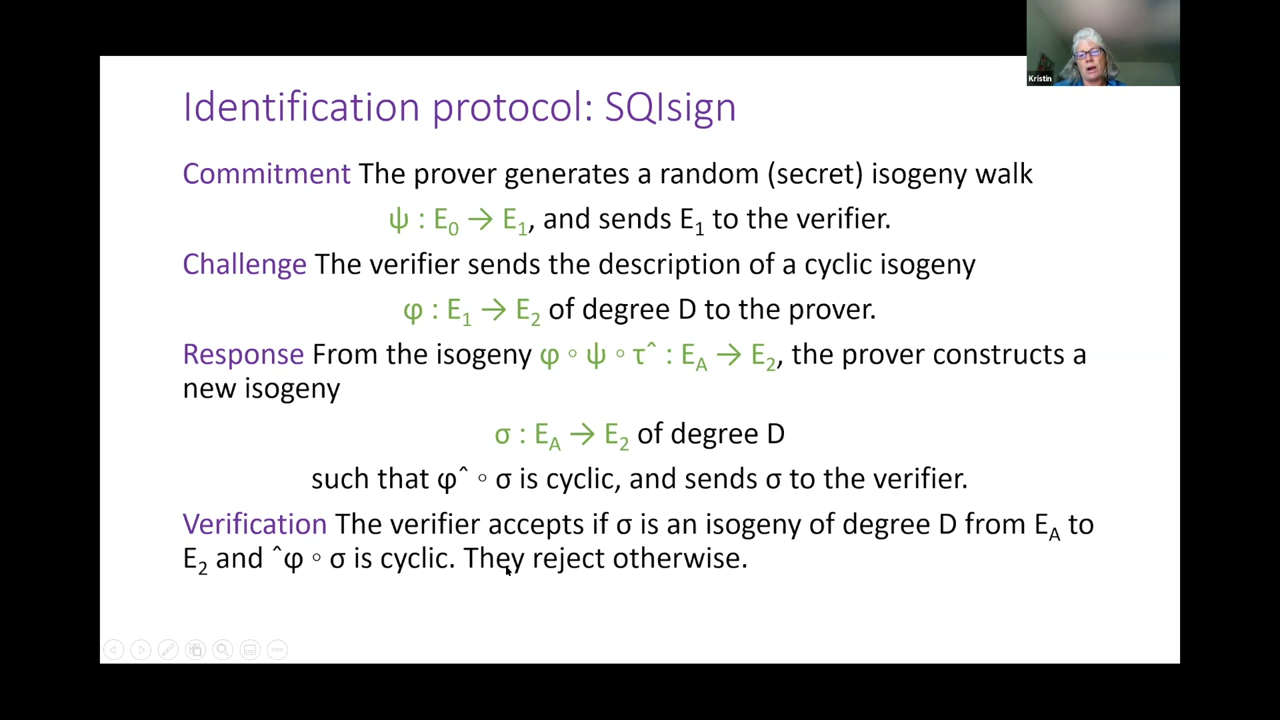 Kristin
Identification protocol: SQIsign
Commitment The prover generates a random (secret) isogeny walk
ψ : E₀ → E₁, and sends E₁ to the verifier.
Challenge The verifier sends the description of a cyclic isogeny
φ : E₁ → E₂ of degree D to the prover.
Response From the isogeny φ ◦ ψ ◦ τˆ : E_A → E₂, the prover constructs a
new isogeny
σ : E_A → E₂ of degree D
such that φˆ ◦ σ is cyclic, and sends σ to the verifier.
Verification The verifier accepts if σ is an isogeny of degree D from E_A to
E₂ and ˆφ ◦ σ is cyclic. They reject otherwise.